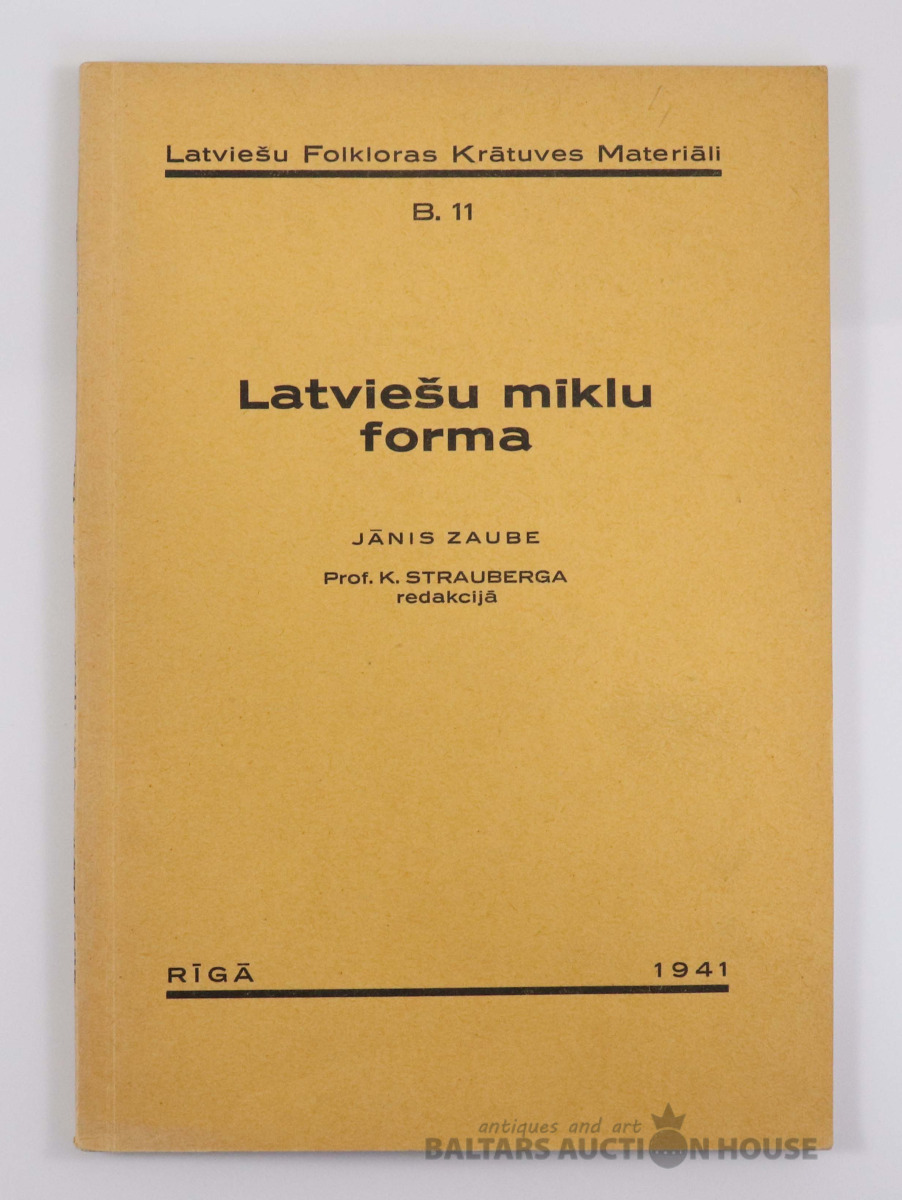 Latviešu Folkloras Krātuves Materiāli
B. 11
Latviešu mīklu
forma
JĀNIS ZAUBE
Prof. K. STRAUBERGA
redakcijā
RĪGĀ 1941
antiques and art
BALTARS AUCTION HOUSE